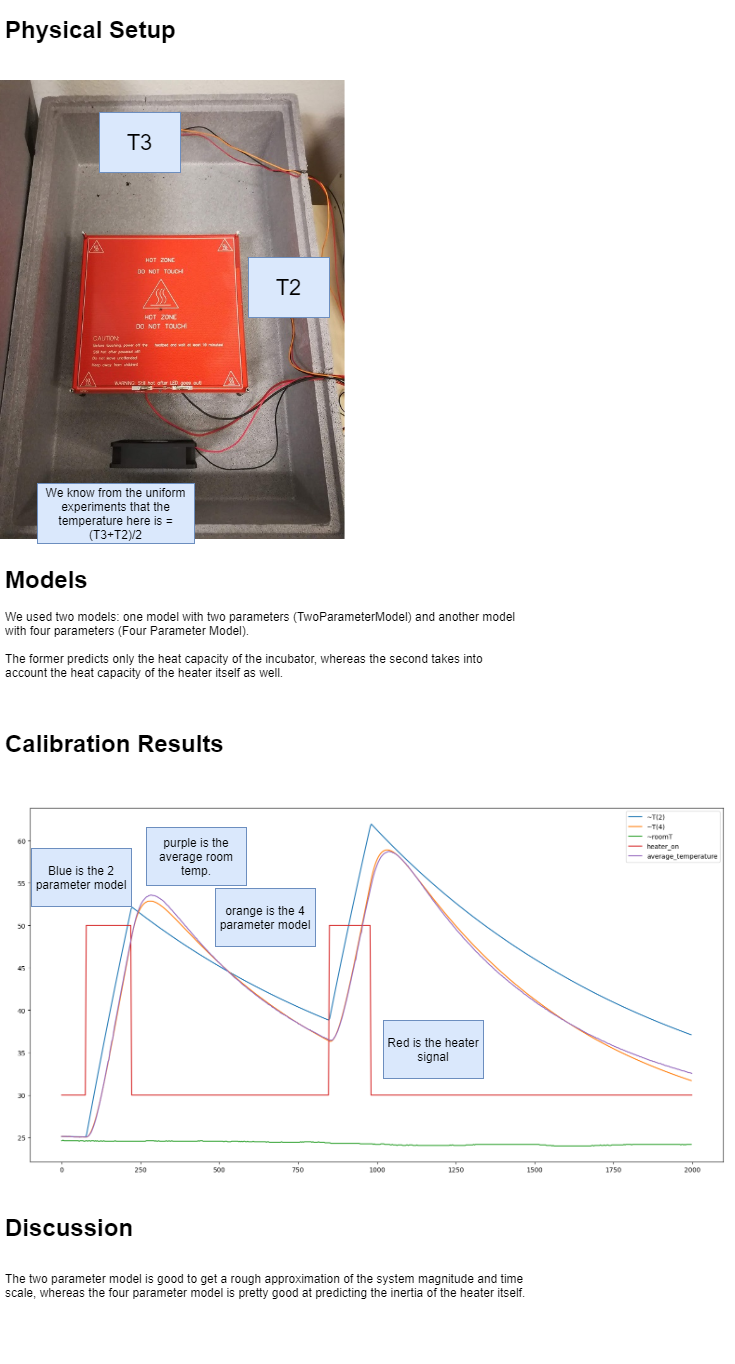 Physical Setup
T3
HOT ZONE
DO NOT TOUCH!
T2
HOT ZONE
DO NOT TOUCH!
CAUTION:
WARNING: Still hot after LED goes out!
We know from the uniform
experiments that the
temperature here is =
(T3+T2)/2
Models
We used two models: one model with two parameters (TwoParameterModel) and another model
with four parameters (Four Parameter Model).
The former predicts only the heat capacity of the incubator, whereas the second takes into
account the heat capacity of the heater itself as well.
Calibration Results
~T(2)
~T(4)
~roomT
heater_on
average_temperature
purple is the
average room
temp.
Blue is the 2
parameter model
orange is the 4
parameter model
Red is the heater
signal
60
55
50
45
40
35
30
25
0 250 500 750 1000 1250 1500 1750 2000
Discussion
The two parameter model is good to get a rough approximation of the system magnitude and time
scale, whereas the four parameter model is pretty good at predicting the inertia of the heater itself.